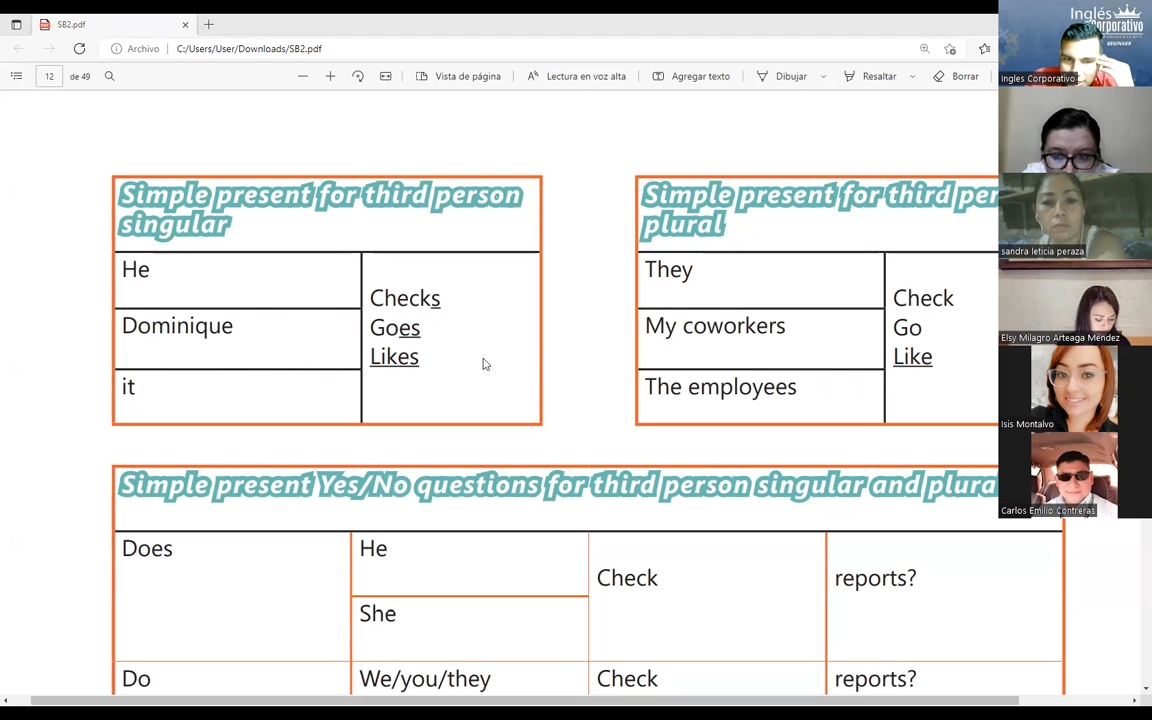 SB2.pdf
Archivo
C:/Users/User/Downloads/SB2.pdf
12
de 49
Vista de página
Lectura en voz alta
Agregar texto
Dibujar
Resaltar
Borrar
Simple present for third person
singular
He
Dominique
it
Checks
Goes
Likes
Simple present for third per
plural
They
My coworkers
The employees
Check
Go
Like
Simple present Yes/No questions for third person singular and plura
Does
He
She
Check
reports?
Do
We/you/they
Check
reports?
Inglés
Corporativo
BEGINNER
Ingles Corporativo
sandra leticia peraza
Elsy Milagro Arteaga Méndez
Isis Montalvo
Carlos Emilio Contreras